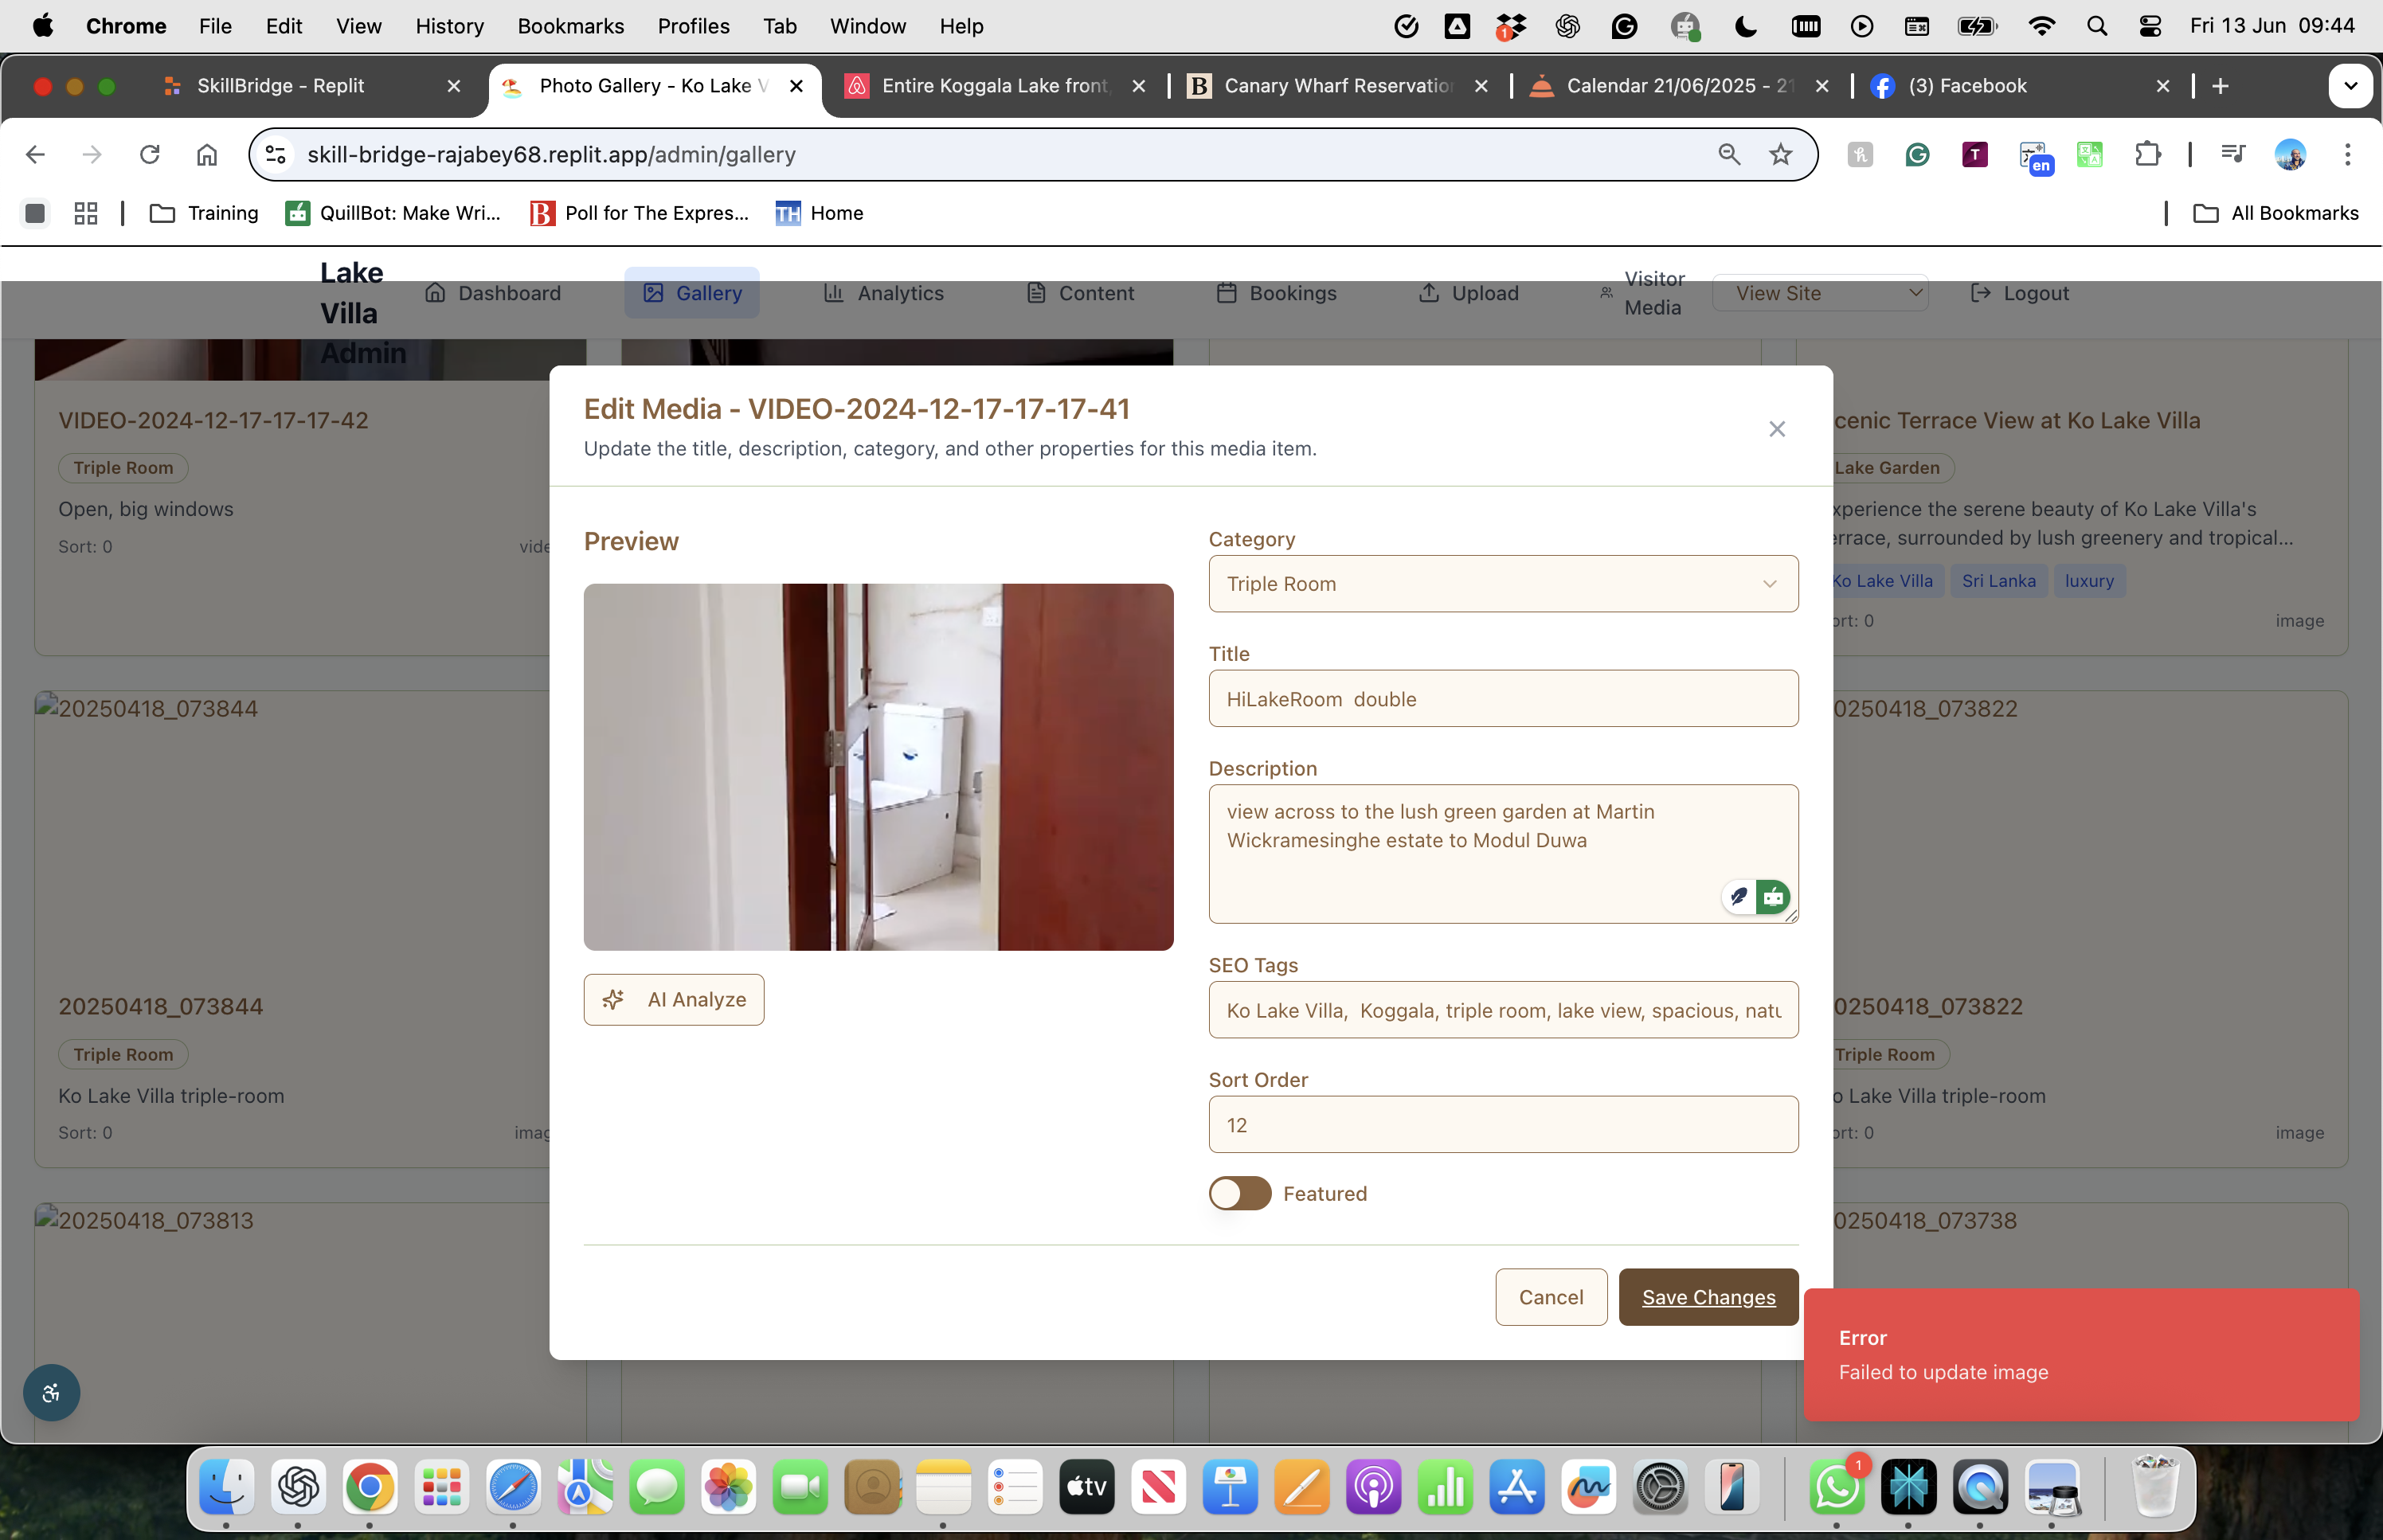 Chrome File Edit View History Bookmarks Profiles Tab Window Help Fri 13 Jun 09:44
SkillBridge - Replit
Photo Gallery - Ko Lake V
Entire Koggala Lake front,
Canary Wharf Reservation
Calendar 21/06/2025 - 21
(3) Facebook
skill-bridge-rajabey68.replit.app/admin/gallery
en
Training
QuillBot: Make Wri...
Poll for The Expres...
Home
All Bookmarks
Lake
Villa
Admin
Dashboard
Gallery
Analytics
Content
Bookings
Upload
Visitor
Media
View Site
Logout
VIDEO-2024-12-17-17-17-42
Triple Room
Open, big windows
Sort: 0
vide
cenic Terrace View at Ko Lake Villa
Lake Garden
xperience the serene beauty of Ko Lake Villa's
errace, surrounded by lush greenery and tropical...
Ko Lake Villa
Sri Lanka
luxury
ort: 0
image
Edit Media - VIDEO-2024-12-17-17-17-41
Update the title, description, category, and other properties for this media item.
Preview
AI Analyze
Category
Triple Room
Title
HiLakeRoom  double
Description
view across to the lush green garden at Martin
Wickramesinghe estate to Modul Duwa
SEO Tags
Ko Lake Villa,  Koggala, triple room, lake view, spacious, natu
Sort Order
12
Featured
Cancel
Save Changes
20250418_073844
20250418_073844
Triple Room
Ko Lake Villa triple-room
Sort: 0
imag
0250418_073822
0250418_073822
Triple Room
o Lake Villa triple-room
ort: 0
image
20250418_073813
0250418_073738
Error
Failed to update image
tv
1